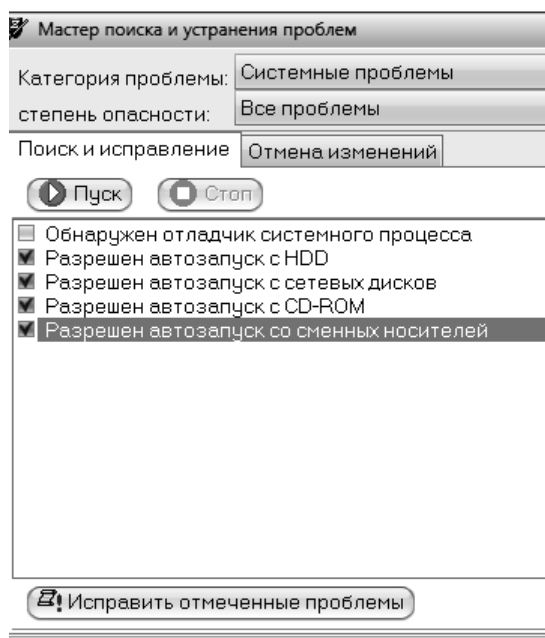 Мастер поиска и устранения проблем
Категория проблемы: Системные проблемы
степень опасности: Все проблемы
Поиск и исправление Отмена изменений
Пуск Стоп
Обнаружен отладчик системного процесса
Разрешен автозапуск с HDD
Разрешен автозапуск с сетевых дисков
Разрешен автозапуск с CD-ROM
Разрешен автозапуск со сменных носителей
Исправить отмеченные проблемы